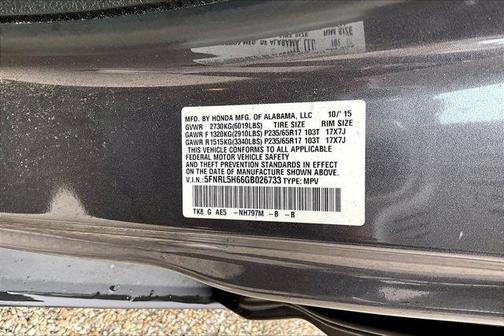 MFD. BY HONDA MFG. OF ALABAMA, LLC 10/'15
GVWR 2730KG(6019LBS) TIRE SIZE RIM SIZE
GAWR F 1320KG(2910LBS) P235/65R17 103T 17X7J
GAWR R1515KG(3340LBS) P235/65R17 103T 17X7J
THIS VEHICLE CONFORMS TO ALL APPLICABLE
FEDERAL MOTOR VEHICLE SAFETY AND
THEFT PREVENTION STANDARDS IN EFFECT ON
THE DATE OF MANUFACTURE SHOWN ABOVE.
V.I.N.: 5FNRL5H66GB026733 TYPE: MPV
TK8 G AE5 -NH797M -B -B